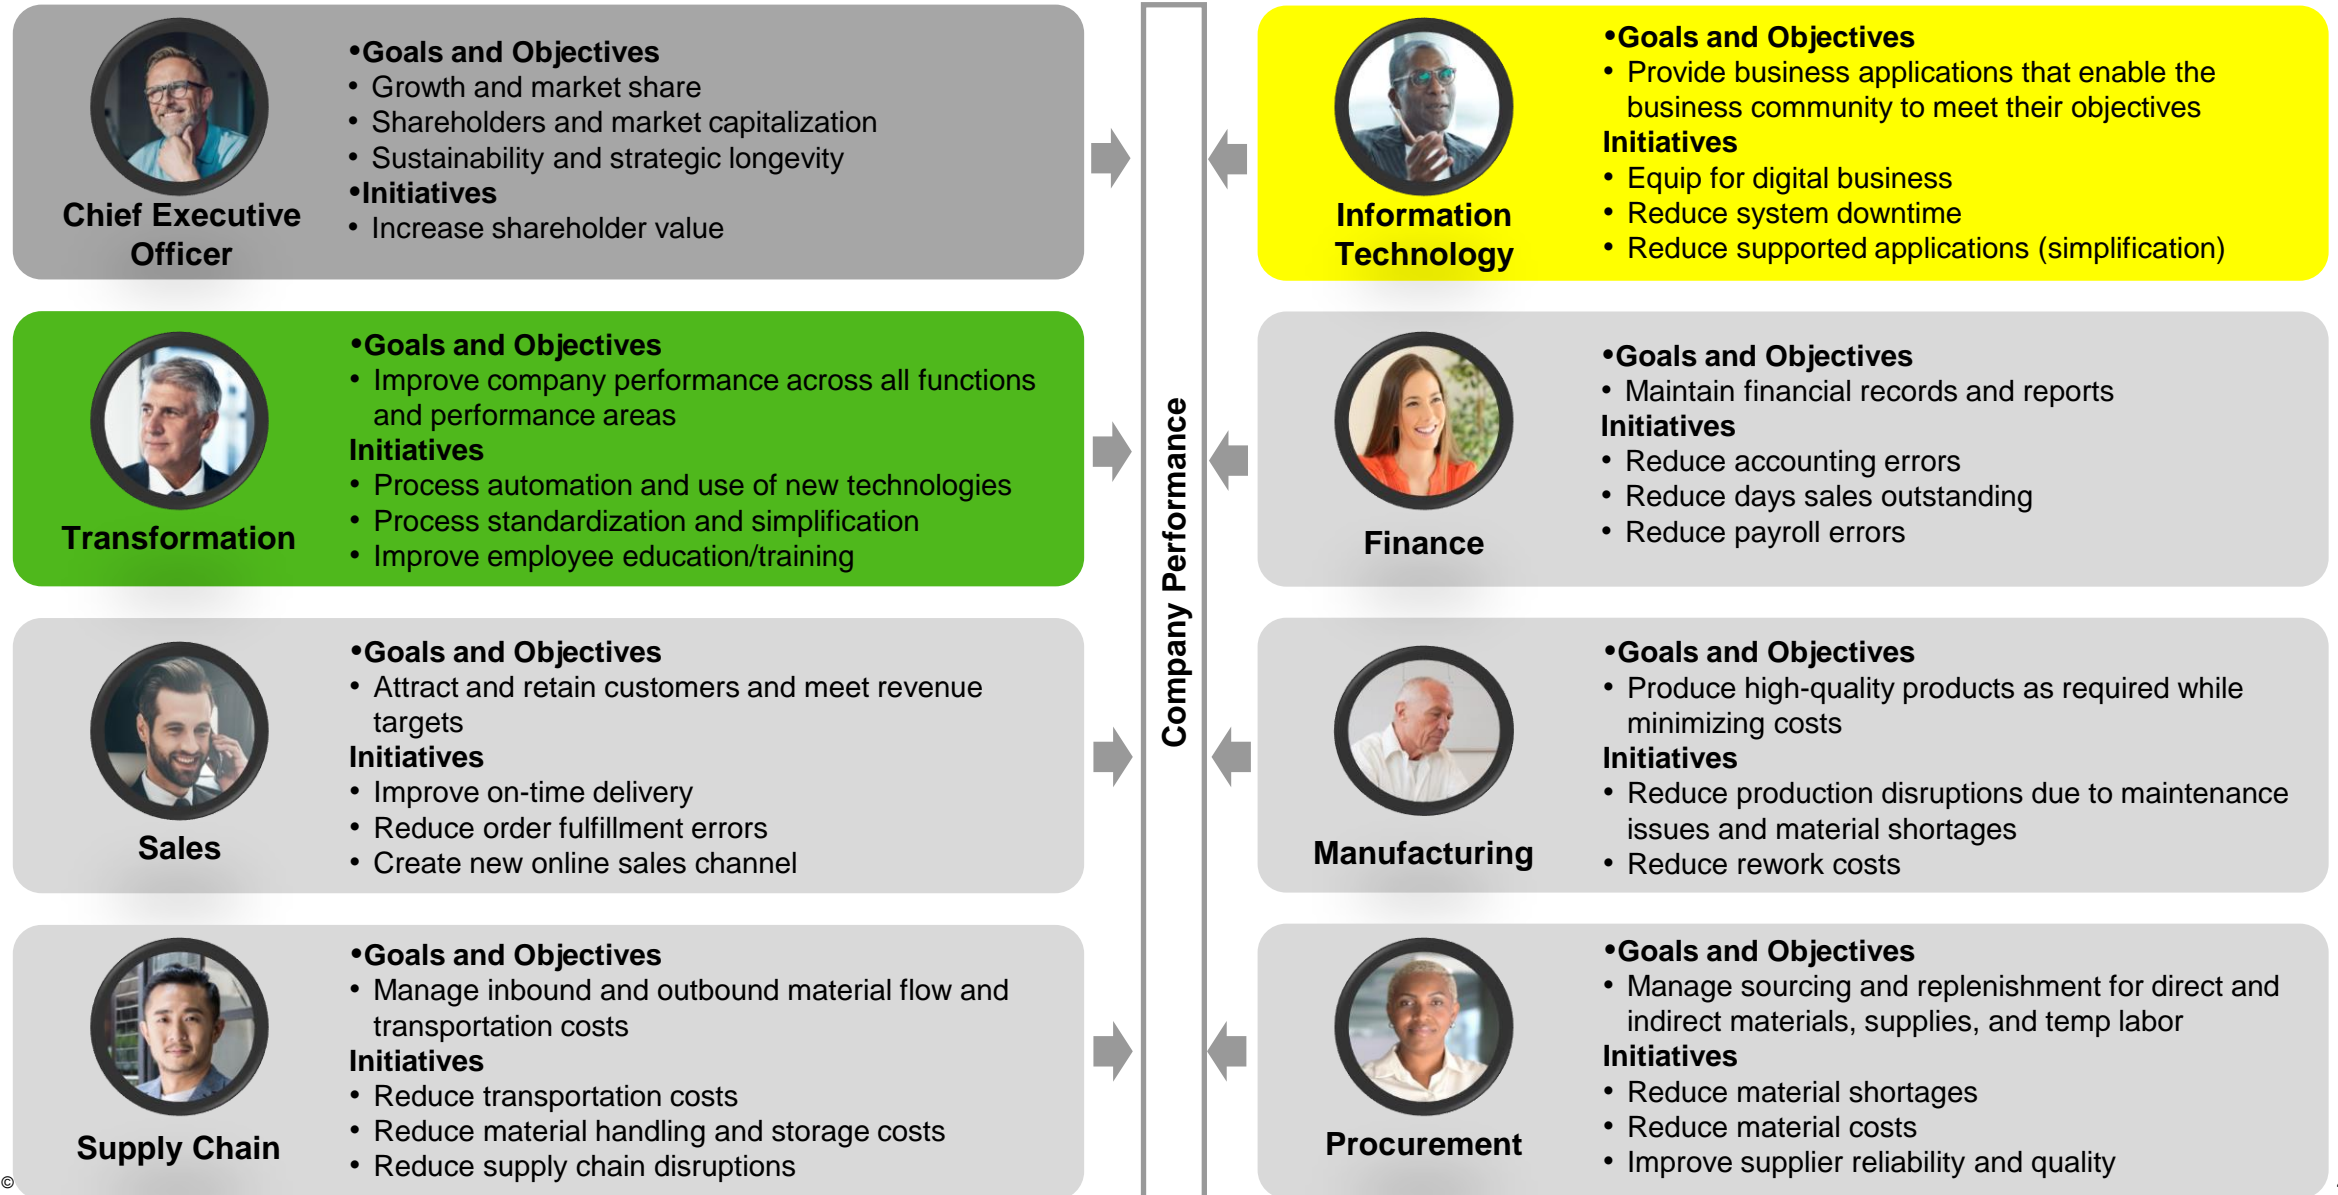 •Goals and Objectives
• Growth and market share
• Shareholders and market capitalization
• Sustainability and strategic longevity
•Initiatives
• Increase shareholder value
Chief Executive
Officer
•Goals and Objectives
• Provide business applications that enable the
business community to meet their objectives
Initiatives
• Equip for digital business
• Reduce system downtime
• Reduce supported applications (simplification)
Information
Technology
•Goals and Objectives
• Improve company performance across all functions
and performance areas
Initiatives
• Process automation and use of new technologies
• Process standardization and simplification
• Improve employee education/training
Transformation
Company Performance
•Goals and Objectives
• Maintain financial records and reports
Initiatives
• Reduce accounting errors
• Reduce days sales outstanding
• Reduce payroll errors
Finance
•Goals and Objectives
• Attract and retain customers and meet revenue
targets
Initiatives
• Improve on-time delivery
• Reduce order fulfillment errors
• Create new online sales channel
Sales
•Goals and Objectives
• Produce high-quality products as required while
minimizing costs
Initiatives
• Reduce production disruptions due to maintenance
issues and material shortages
• Reduce rework costs
Manufacturing
•Goals and Objectives
• Manage inbound and outbound material flow and
transportation costs
Initiatives
• Reduce transportation costs
• Reduce material handling and storage costs
• Reduce supply chain disruptions
Supply Chain
•Goals and Objectives
• Manage sourcing and replenishment for direct and
indirect materials, supplies, and temp labor
Initiatives
• Reduce material shortages
• Reduce material costs
• Improve supplier reliability and quality
Procurement
©